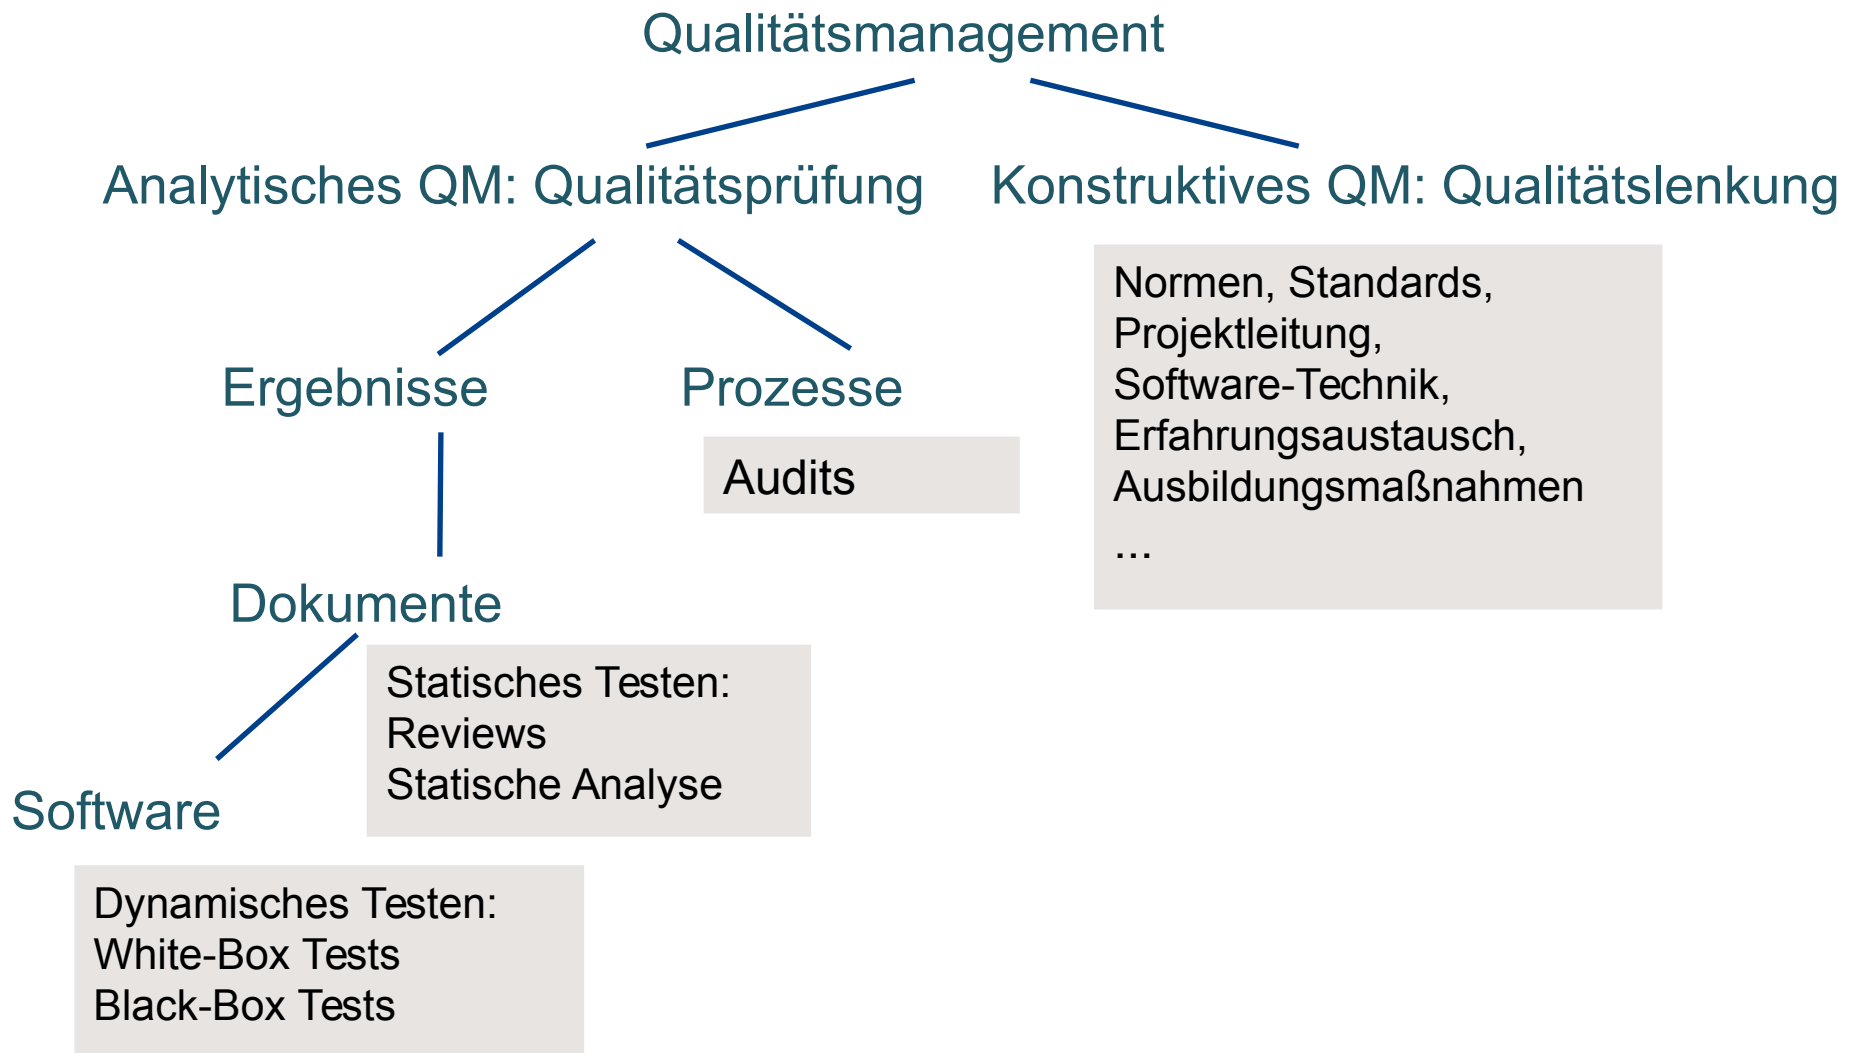 Qualitätsmanagement
Analytisches QM: Qualitätsprüfung
Konstruktives QM: Qualitätslenkung
Normen, Standards,
Projektleitung,
Software-Technik,
Erfahrungsaustausch,
Ausbildungsmaßnahmen
...
Ergebnisse
Prozesse
Audits
Dokumente
Statisches Testen:
Reviews
Statische Analyse
Software
Dynamisches Testen:
White-Box Tests
Black-Box Tests